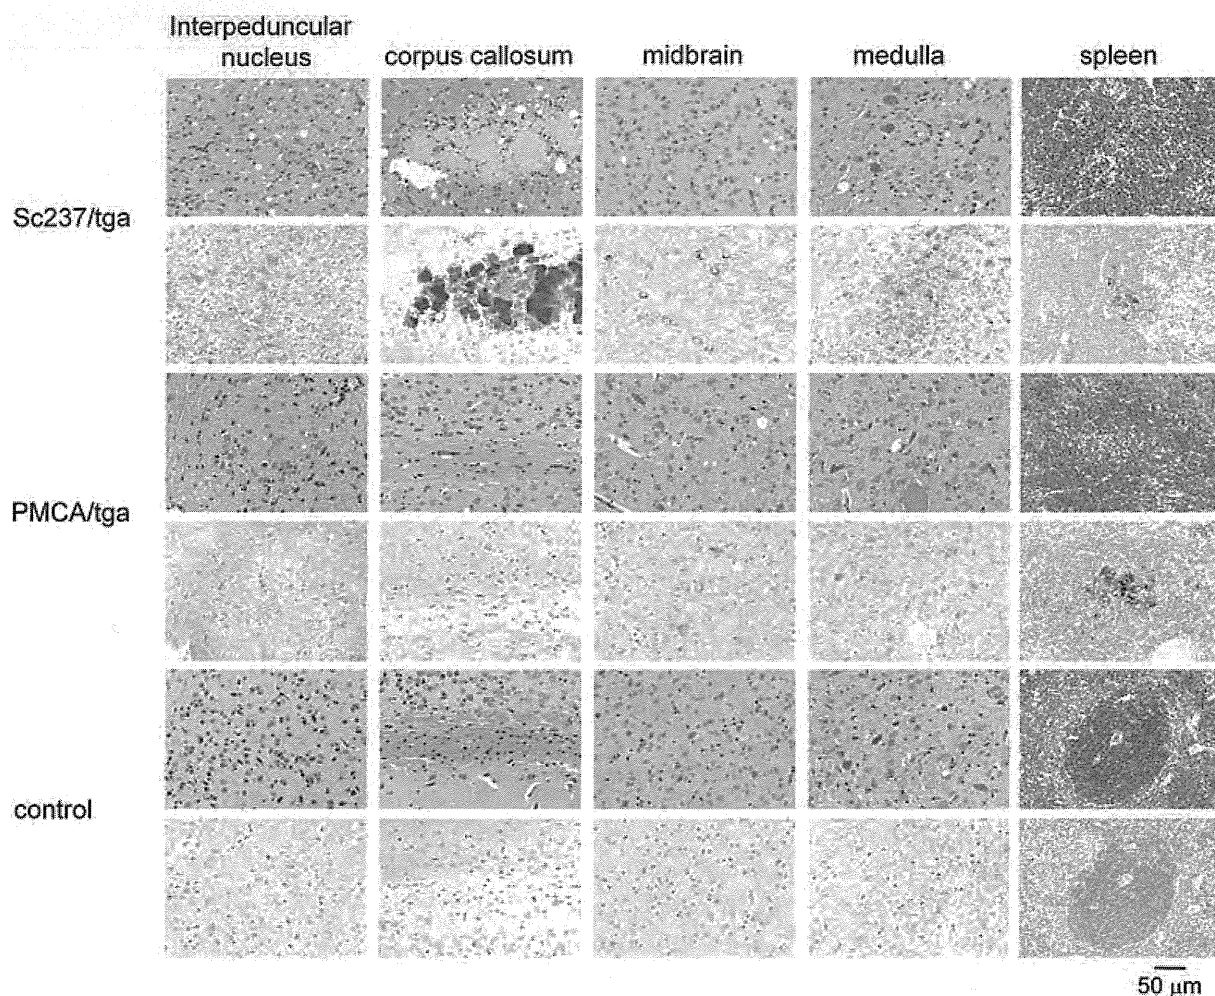 Interpeduncular
nucleus
corpus callosum
midbrain
medulla
spleen
Sc237/tga
PMCA/tga
control
50 µm